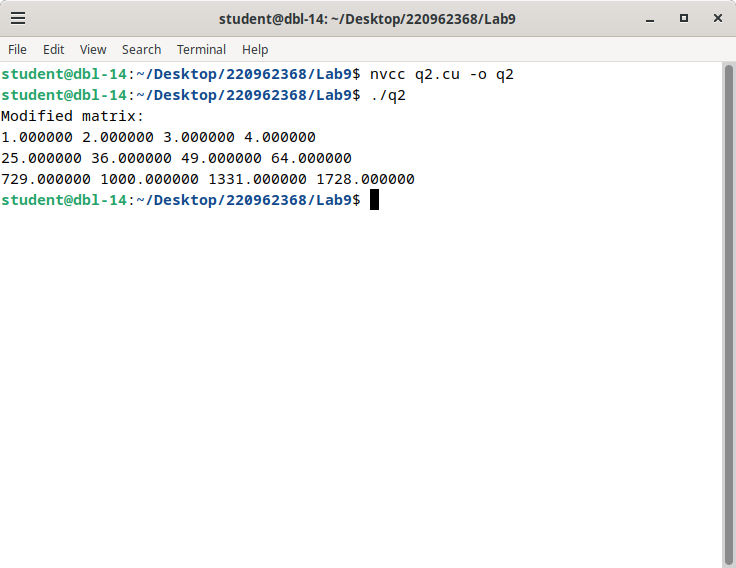 student@dbl-14: ~/Desktop/220962368/Lab9
File Edit View Search Terminal Help
student@dbl-14:~/Desktop/220962368/Lab9$ nvcc q2.cu -o q2
student@dbl-14:~/Desktop/220962368/Lab9$ ./q2
Modified matrix:
1.000000 2.000000 3.000000 4.000000
25.000000 36.000000 49.000000 64.000000
729.000000 1000.000000 1331.000000 1728.000000
student@dbl-14:~/Desktop/220962368/Lab9$